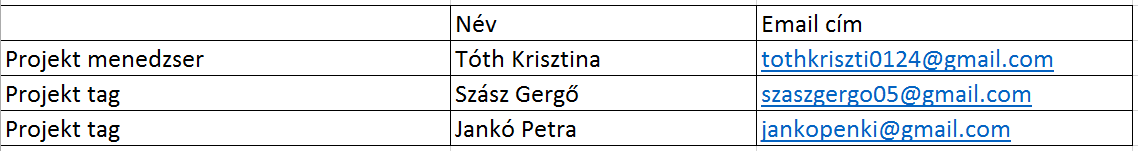 Név Email cím
Projekt menedzser Tóth Krisztina tothkriszti0124@gmail.com
Projekt tag Szász Gergő szaszgergo05@gmail.com
Projekt tag Jankó Petra jankopenki@gmail.com